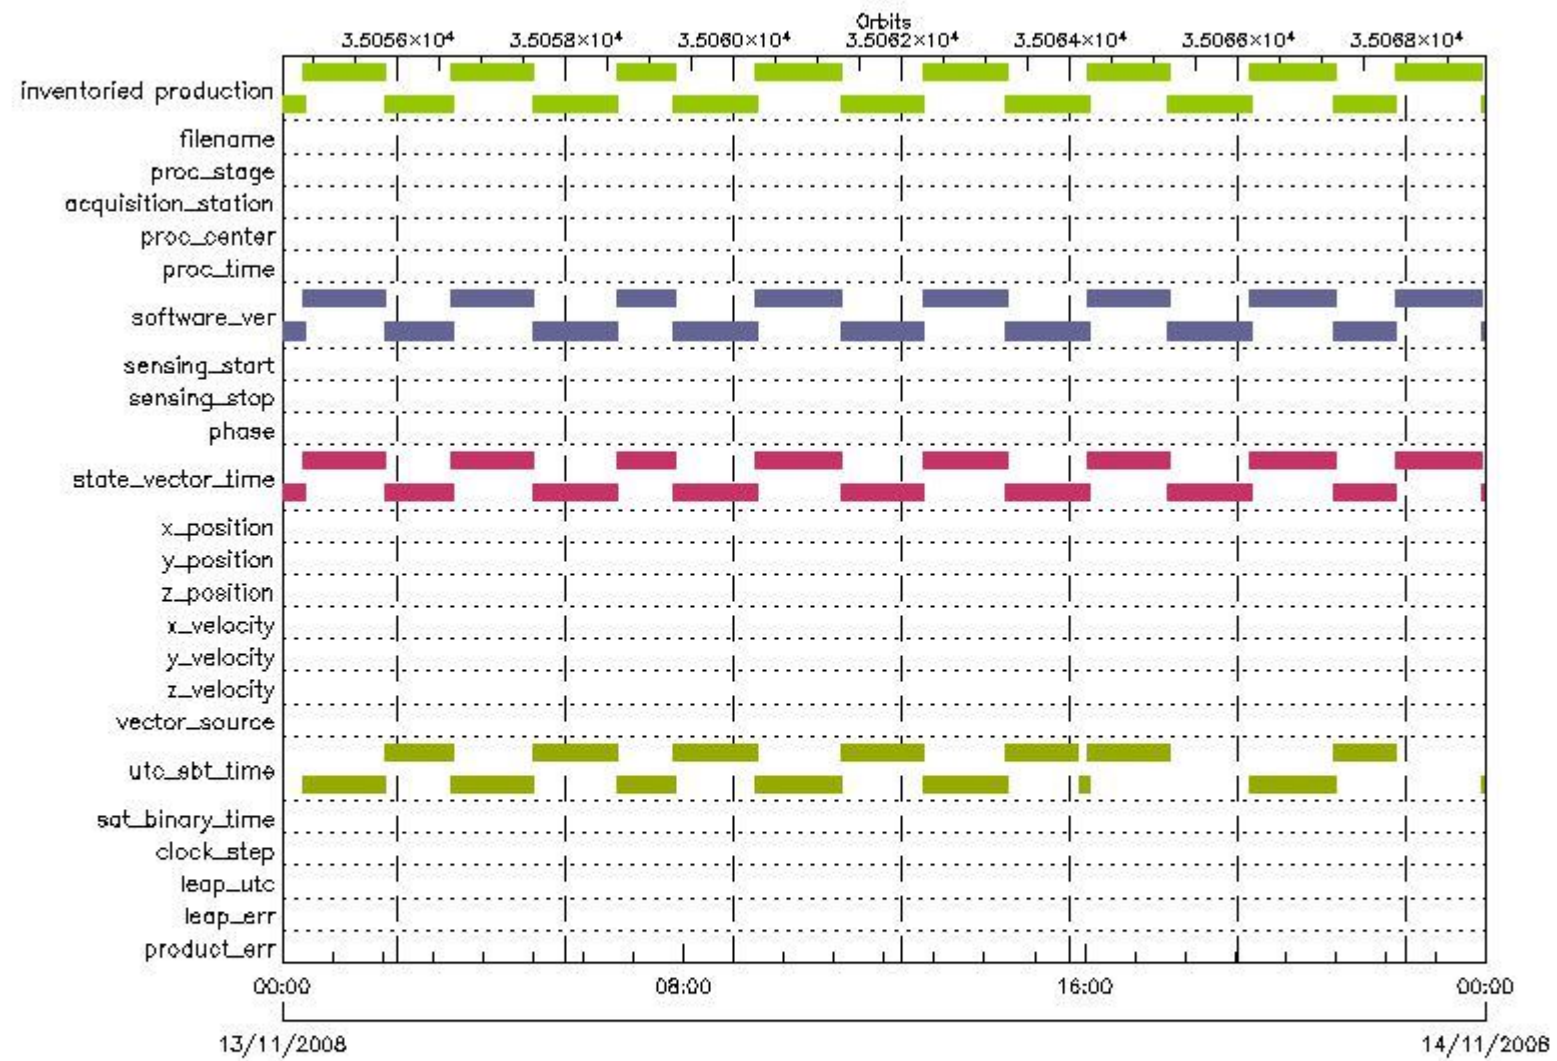 Orbits
3.5056×10⁴ 3.5058×10⁴ 3.5060×10⁴ 3.5062×10⁴ 3.5064×10⁴ 3.5066×10⁴ 3.5068×10⁴
inventoried production
filename
proc_stage
acquisition_station
proc_center
proc_time
software_ver
sensing_start
sensing_stop
phase
state_vector_time
x_position
y_position
z_position
x_velocity
y_velocity
z_velocity
vector_source
utc_sbt_time
sat_binary_time
clock_step
leap_utc
leap_err
product_err
00:00 08:00 16:00 00:00
13/11/2008 14/11/2008